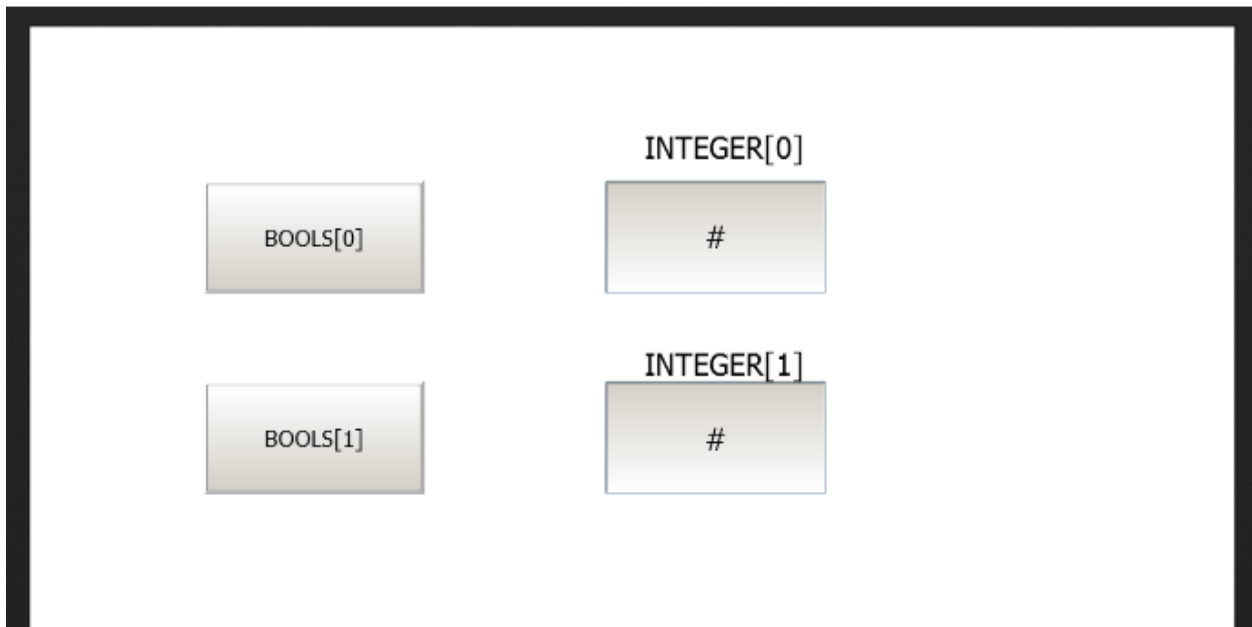 INTEGER[0]
BOOLS[0]
#
INTEGER[1]
BOOLS[1]
#